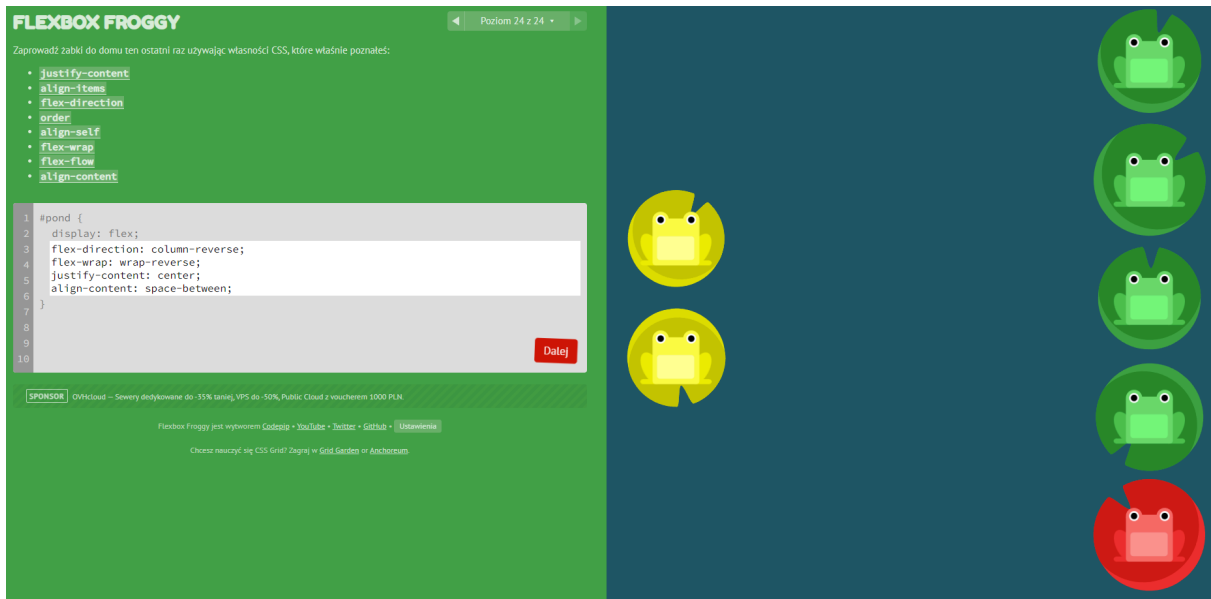 FLEXBOX FROGGY
◀ Poziom 24 z 24 ▾ ▶
Zaprowadź żabki do domu ten ostatni raz używając własności CSS, które właśnie poznałeś:
• justify-content
• align-items
• flex-direction
• order
• align-self
• flex-wrap
• flex-flow
• align-content
1 #pond {
2 display: flex;
3 flex-direction: column-reverse;
4 flex-wrap: wrap-reverse;
5 justify-content: center;
6 align-content: space-between;
7 }
8
9
10
Dalej
SPONSOR OVHcloud — Sewery dedykowane do -35% taniej, VPS do -50%, Public Cloud z voucherem 1000 PLN.
Flexbox Froggy jest wytworem Codepip • YouTube • Twitter • GitHub • Ustawienia
Chcesz nauczyć się CSS Grid? Zagraj w Grid Garden or Anchoreum.